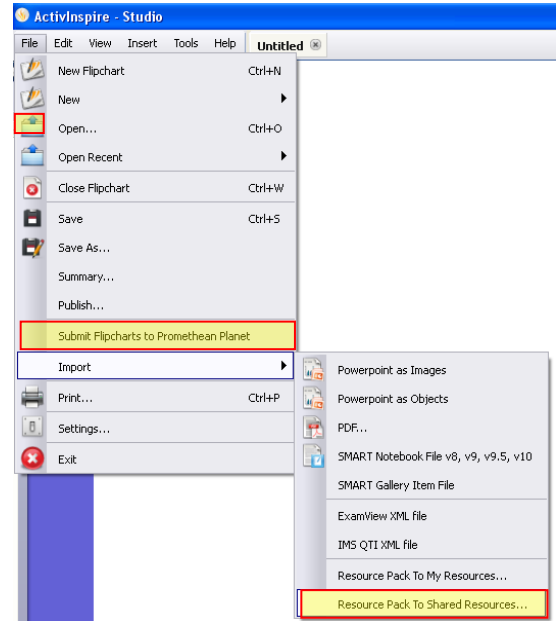 ActivInspire - Studio
File Edit View Insert Tools Help Untitled
New Flipchart Ctrl+N
New
Open... Ctrl+O
Open Recent
Close Flipchart Ctrl+W
Save Ctrl+S
Save As...
Summary...
Publish...
Submit Flipcharts to Promethean Planet
Import
Print... Ctrl+P
Settings...
Exit
Powerpoint as Images
Powerpoint as Objects
PDF...
SMART Notebook File v8, v9, v9.5, v10
SMART Gallery Item File
ExamView XML file
IMS QTI XML file
Resource Pack To My Resources...
Resource Pack To Shared Resources...